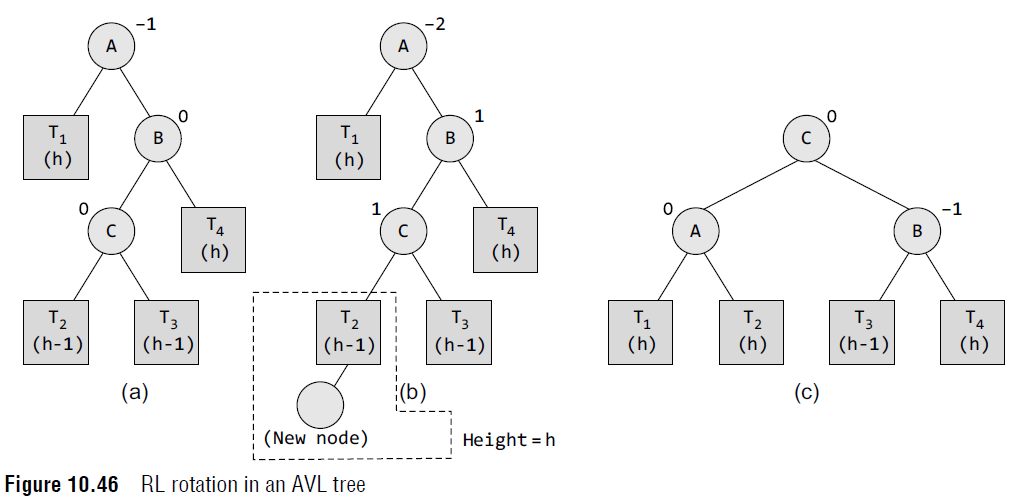 A
-1
T1
(h)
B
0
C
0
T4
(h)
T2
(h-1)
T3
(h-1)
(a)
A
-2
T1
(h)
B
1
C
1
T4
(h)
T2
(h-1)
T3
(h-1)
(New node)
(b)
Height=h
C
0
A
0
B
-1
T1
(h)
T2
(h)
T3
(h-1)
T4
(h)
(c)
Figure 10.46 RL rotation in an AVL tree